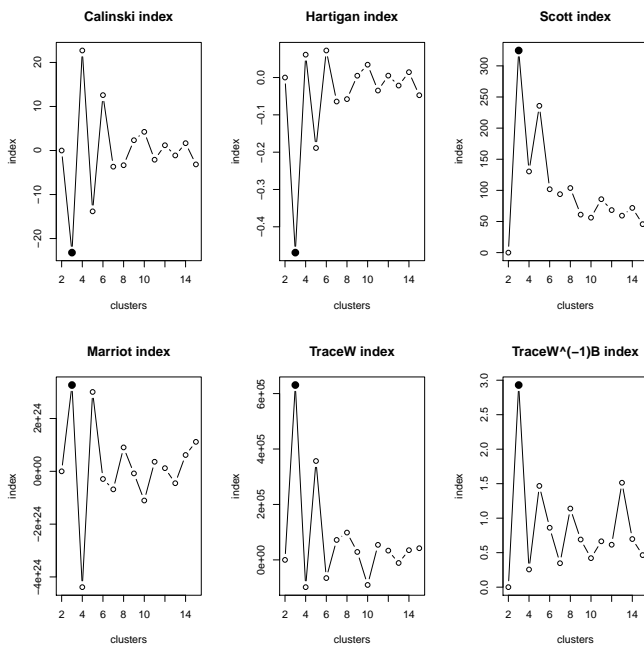 Calinski index
index
20
10
0
−10
−20
2
4
6
8
10
14
clusters
Hartigan index
index
0.0
−0.1
−0.2
−0.3
−0.4
2
4
6
8
10
14
clusters
Scott index
index
300
250
200
150
100
50
0
2
4
6
8
10
14
clusters
Marriot index
index
2e+24
0e+00
−2e+24
−4e+24
2
4
6
8
10
14
clusters
TraceW index
index
6e+05
4e+05
2e+05
0e+00
2
4
6
8
10
14
clusters
TraceW^(−1)B index
index
3.0
2.5
2.0
1.5
1.0
0.5
0.0
2
4
6
8
10
14
clusters